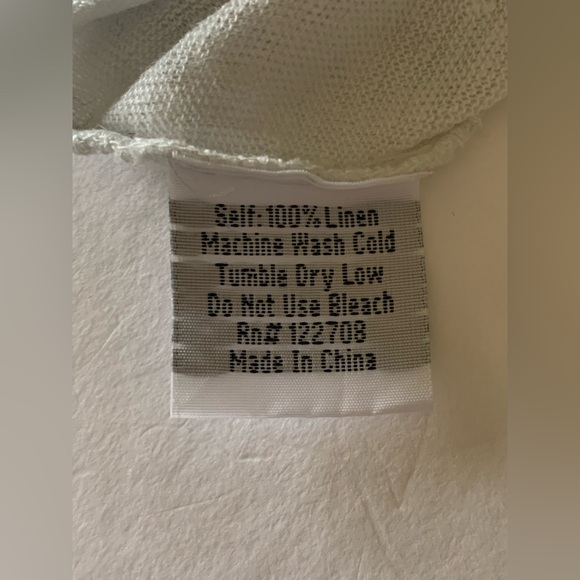 Self: 100% Linen
Machine Wash Cold
Tumble Dry Low
Do Not Use Bleach
Rn# 122708
Made In China